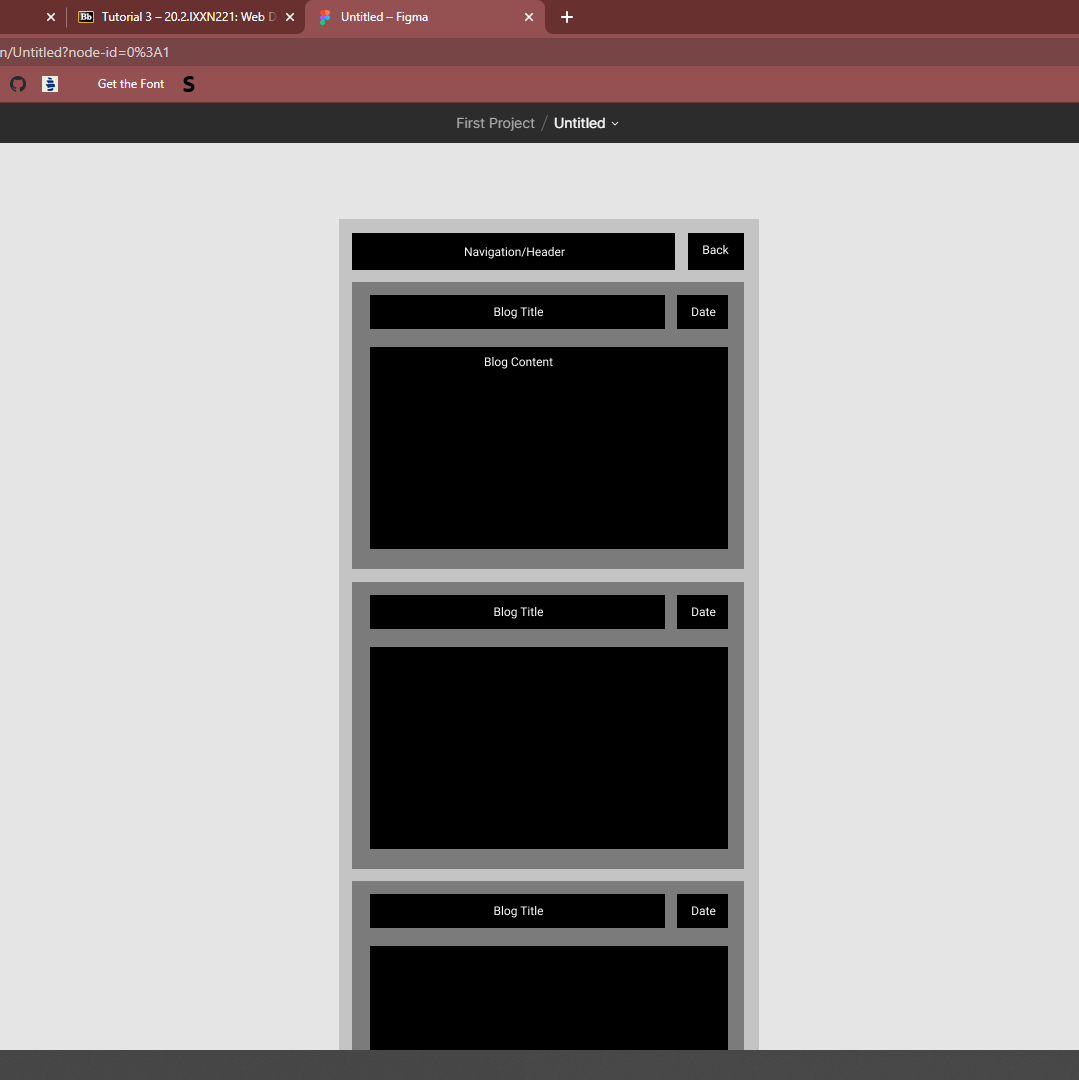 Bb Tutorial 3 – 20.2.IXXN221: Web D
Untitled – Figma
n/Untitled?node-id=0%3A1
Get the Font
S
First Project / Untitled
Navigation/Header
Back
Blog Title
Date
Blog Content
Blog Title
Date
Blog Title
Date